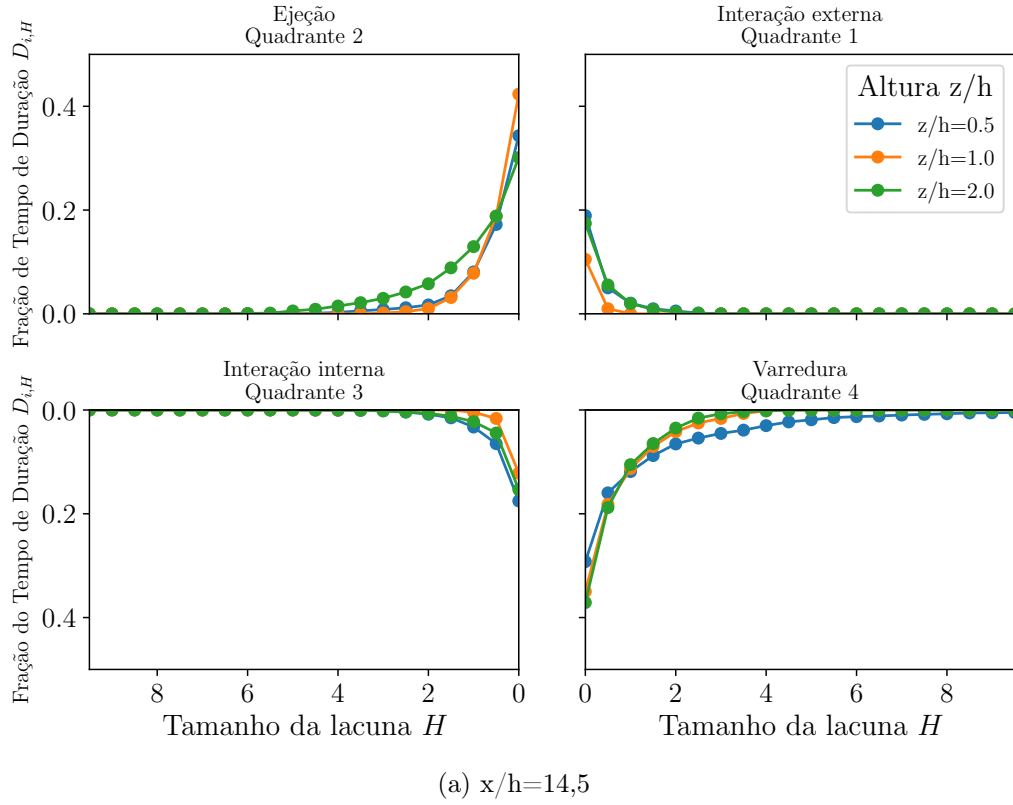 Ejeção
Quadrante 2
Interação externa
Quadrante 1
Fração de Tempo de Duração D_{i,H}
0.4
0.2
0.0
Altura z/h
z/h=0.5
z/h=1.0
z/h=2.0
Interação interna
Quadrante 3
Varredura
Quadrante 4
Fração do Tempo de Duração D_{i,H}
0.0
0.2
0.4
8 6 4 2 0
0 2 4 6 8
Tamanho da lacuna H
Tamanho da lacuna H
(a) x/h=14,5